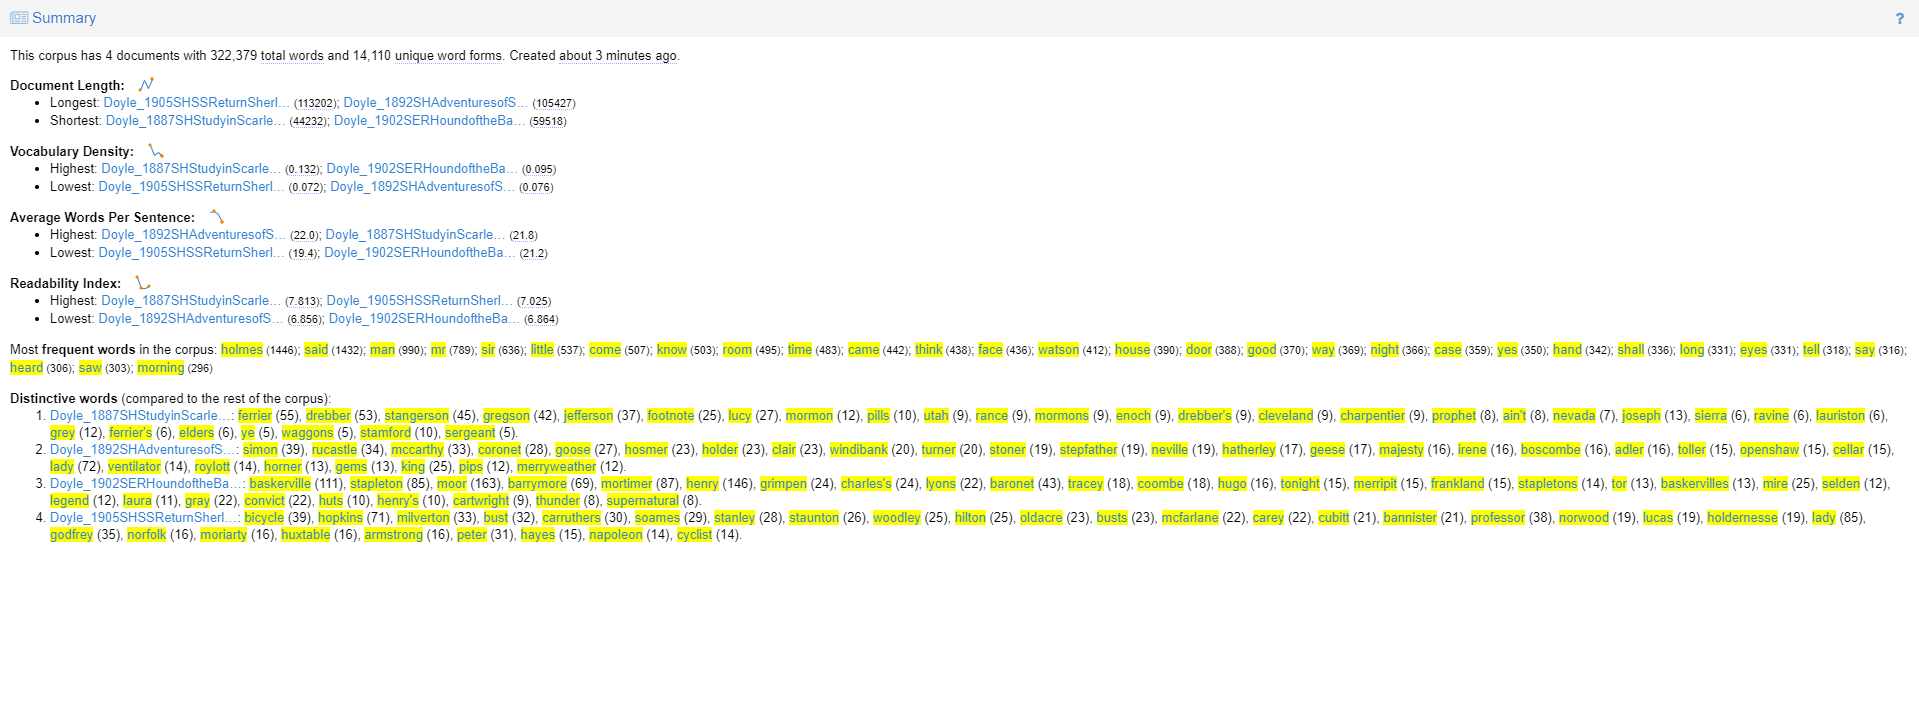 Summary
?
This corpus has 4 documents with 322,379 total words and 14,110 unique word forms. Created about 3 minutes ago.
Document Length:
• Longest: Doyle_1905SHSSReturnSherl… (113202); Doyle_1892SHAdventuresofS… (105427)
• Shortest: Doyle_1887SHStudyinScarle… (44232); Doyle_1902SERHoundoftheBa… (59518)
Vocabulary Density:
• Highest: Doyle_1887SHStudyinScarle… (0.132); Doyle_1902SERHoundoftheBa… (0.095)
• Lowest: Doyle_1905SHSSReturnSherl… (0.072); Doyle_1892SHAdventuresofS… (0.076)
Average Words Per Sentence:
• Highest: Doyle_1892SHAdventuresofS… (22.0); Doyle_1887SHStudyinScarle… (21.8)
• Lowest: Doyle_1905SHSSReturnSherl… (19.4); Doyle_1902SERHoundoftheBa… (21.2)
Readability Index:
• Highest: Doyle_1887SHStudyinScarle… (7.813); Doyle_1905SHSSReturnSherl… (7.025)
• Lowest: Doyle_1892SHAdventuresofS… (6.856); Doyle_1902SERHoundoftheBa… (6.864)
Most frequent words in the corpus: holmes (1446); said (1432); man (990); mr (789); sir (636); little (537); come (507); know (503); room (495); time (483); came (442); think (438); face (436); watson (412); house (390); door (388); good (370); way (369); night (366); case (359); yes (350); hand (342); shall (336); long (331); eyes (331); tell (318); say (316);
heard (306); saw (303); morning (296)
Distinctive words (compared to the rest of the corpus):
1. Doyle_1887SHStudyinScarle…: ferrier (55), drebber (53), stangerson (45), gregson (42), jefferson (37), footnote (25), lucy (27), mormon (12), pills (10), utah (9), rance (9), mormons (9), enoch (9), drebber's (9), cleveland (9), charpentier (9), prophet (8), ain't (8), nevada (7), joseph (13), sierra (6), ravine (6), lauriston (6),
grey (12), ferrier's (6), elders (6), ye (5), waggons (5), stamford (10), sergeant (5).
2. Doyle_1892SHAdventuresofS…: simon (39), rucastle (34), mccarthy (33), coronet (28), goose (27), hosmer (23), holder (23), clair (23), windibank (20), turner (20), stoner (19), stepfather (19), neville (19), hatherley (17), geese (17), majesty (16), irene (16), boscombe (16), adler (16), toller (15), openshaw (15), cellar (15),
lady (72), ventilator (14), roylott (14), horner (13), gems (13), king (25), pips (12), merryweather (12).
3. Doyle_1902SERHoundoftheBa…: baskerville (111), stapleton (85), moor (163), barrymore (69), mortimer (87), henry (146), grimpen (24), charles's (24), lyons (22), baronet (43), tracey (18), coombe (18), hugo (16), tonight (15), merripit (15), frankland (15), stapletons (14), tor (13), baskervilles (13), mire (25), selden (12),
legend (12), laura (11), gray (22), convict (22), huts (10), henry's (10), cartwright (9), thunder (8), supernatural (8).
4. Doyle_1905SHSSReturnSherl…: bicycle (39), hopkins (71), milverton (33), bust (32), carruthers (30), soames (29), stanley (28), staunton (26), woodley (25), hilton (25), oldacre (23), busts (23), mcfarlane (22), carey (22), cubitt (21), bannister (21), professor (38), norwood (19), lucas (19), holdernesse (19), lady (85),
godfrey (35), norfolk (16), moriarty (16), huxtable (16), armstrong (16), peter (31), hayes (15), napoleon (14), cyclist (14).